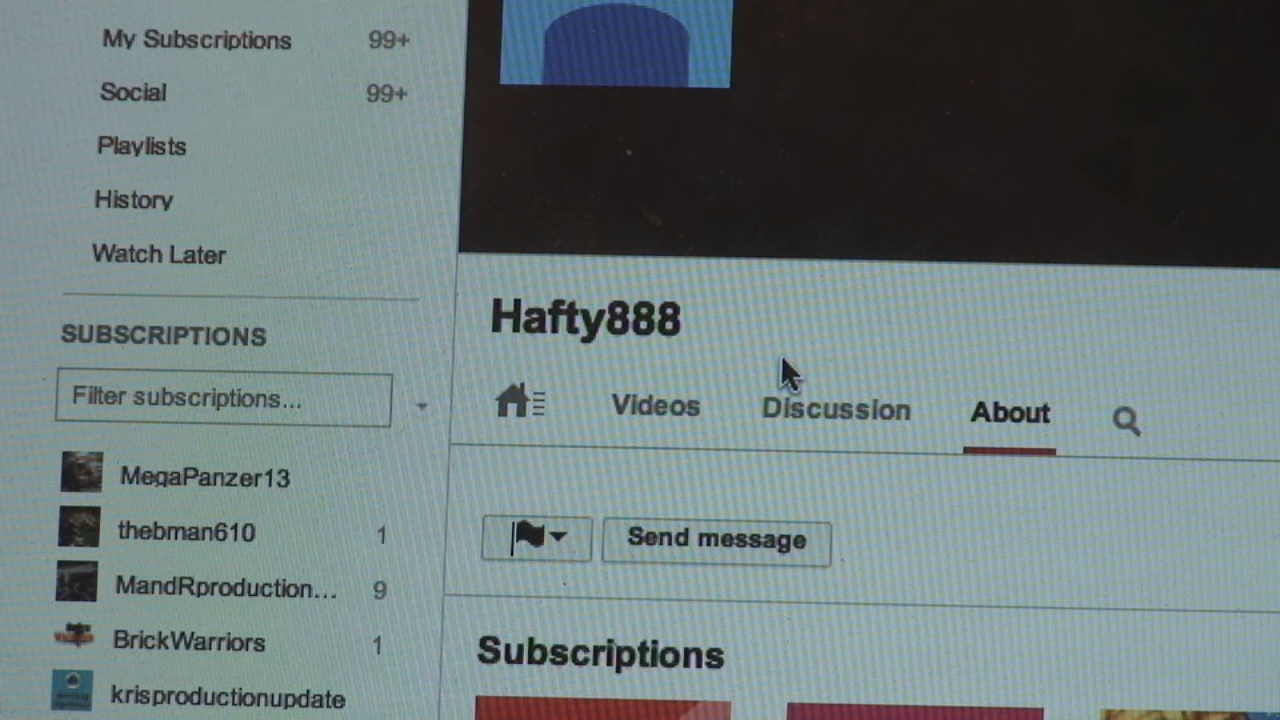 My Subscriptions 99+
Social 99+
Playlists
History
Watch Later
SUBSCRIPTIONS
Filter subscriptions...
MegaPanzer13
thebman610 1
MandRproduction... 9
BrickWarriors 1
krisproductionupdate
Hafty888
Videos Discussion About
Send message
Subscriptions